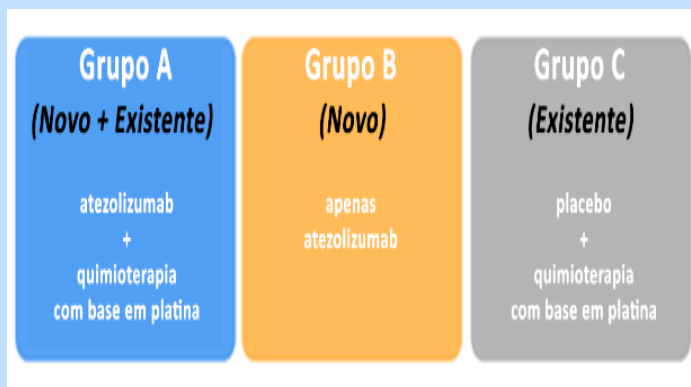 Grupo A
(Novo + Existente)
atezolizumab
+
quimioterapia
com base em platina
Grupo B
(Novo)
apenas
atezolizumab
Grupo C
(Existente)
placebo
+
quimioterapia
com base em platina